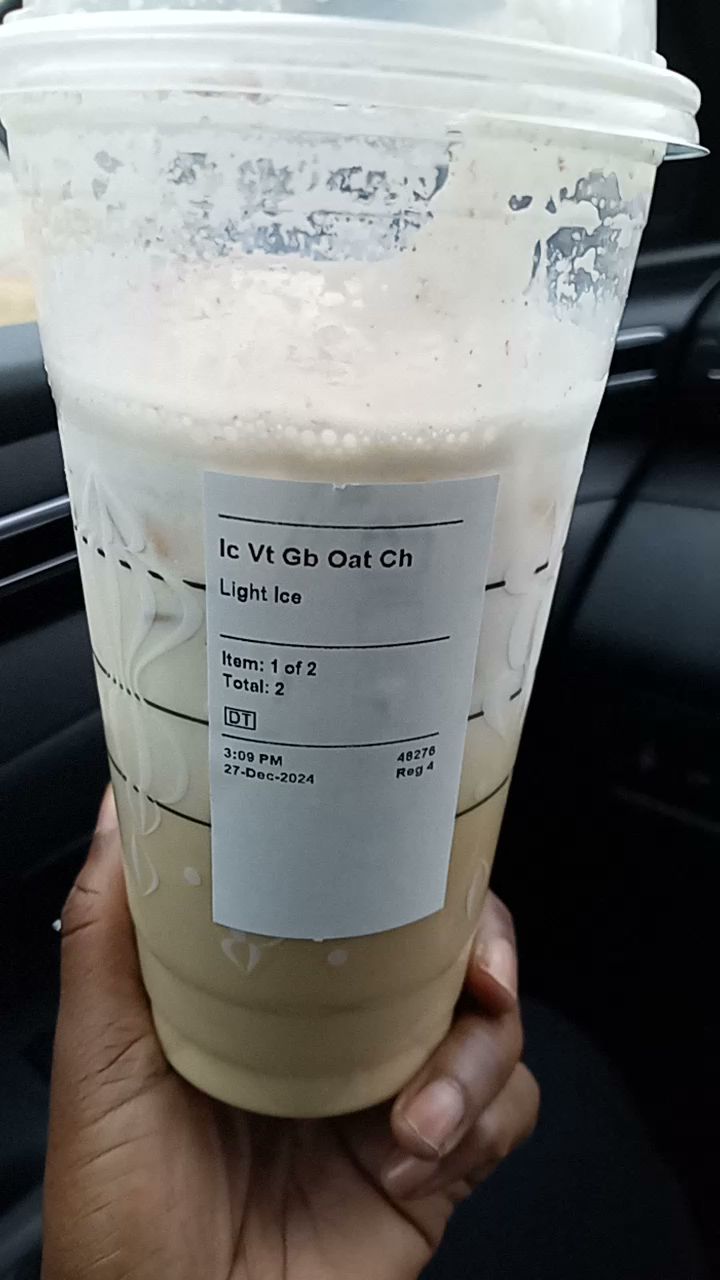 Ic Vt Gb Oat Ch
Light Ice
Item: 1 of 2
Total: 2
DT
3:09 PM 46276
27-Dec-2024 Reg 4